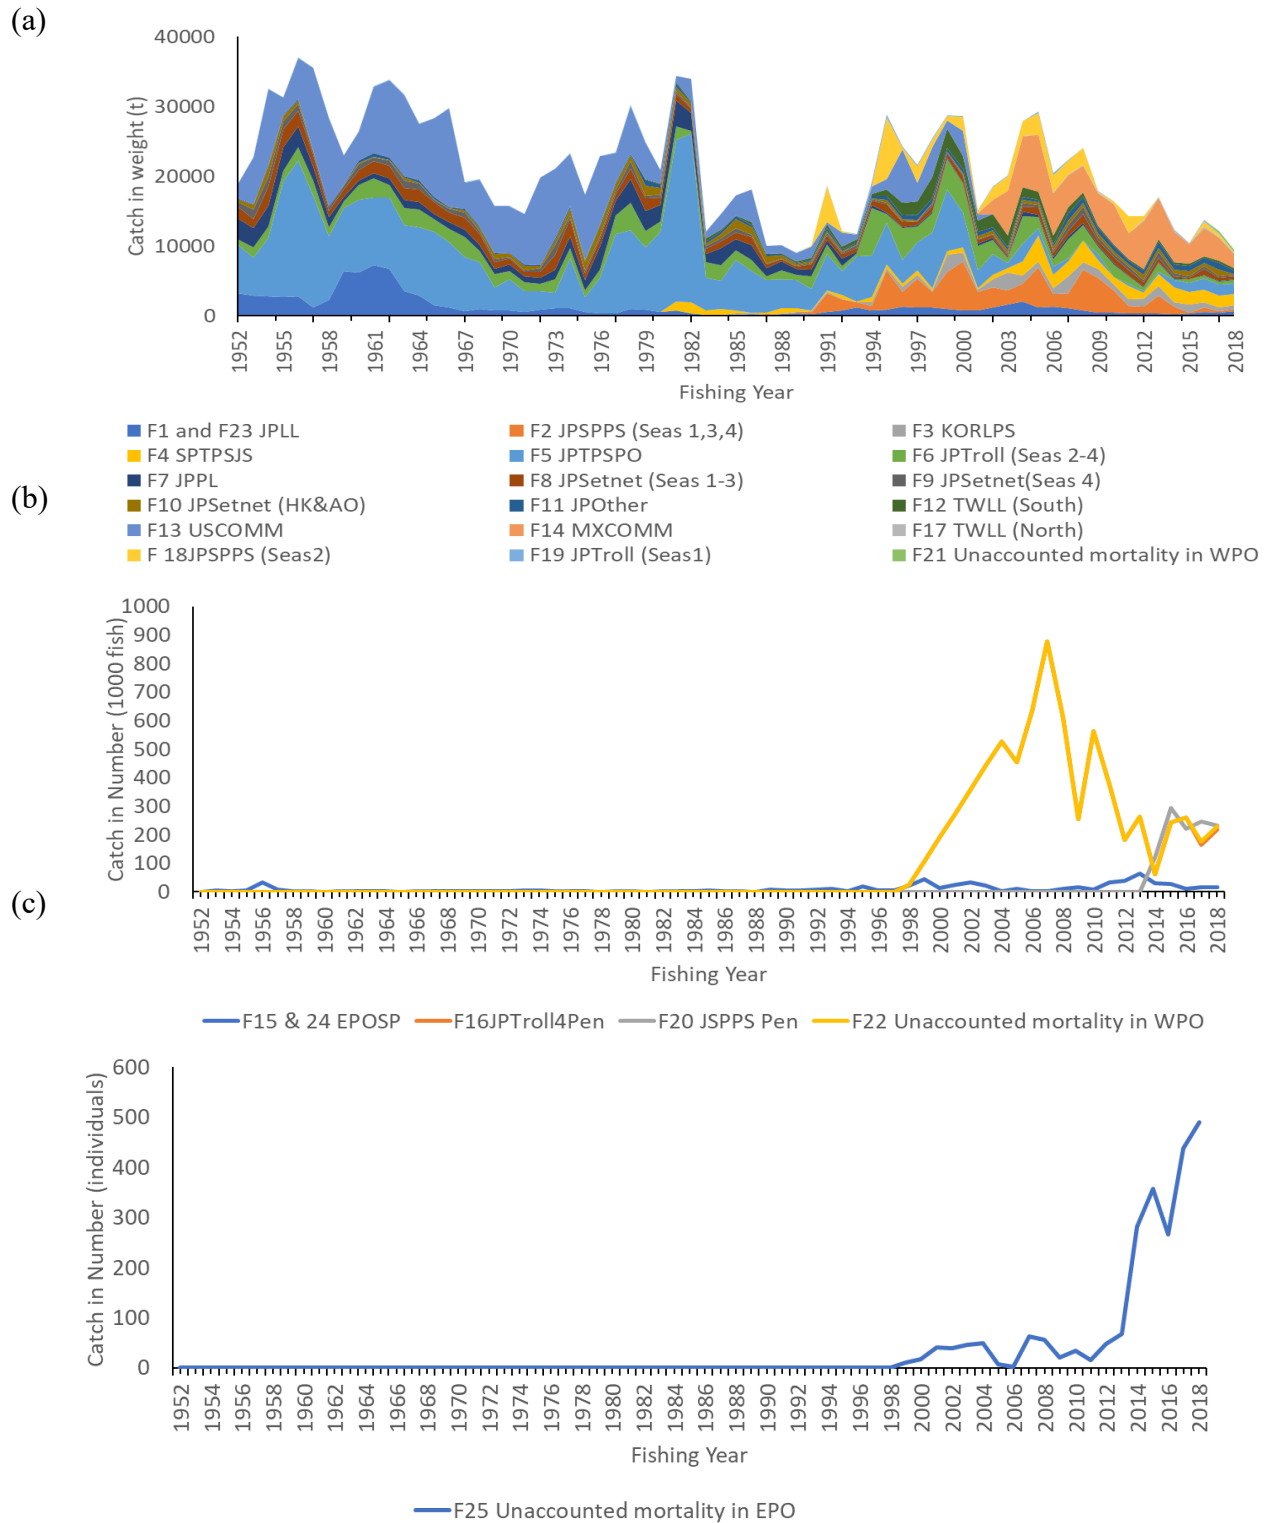 (a)
40000
30000
20000
10000
0
Catch in weight (t)
1952 1955 1958 1961 1964 1967 1970 1973 1976 1979 1982 1985 1988 1991 1994 1997 2000 2003 2006 2009 2012 2015 2018
Fishing Year
F1 and F23 JPLL F2 JPSPPS (Seas 1,3,4) F3 KORLPS
F4 SPTPSJS F5 JPTPSPO F6 JPTroll (Seas 2-4)
F7 JPPL F8 JPSetnet (Seas 1-3) F9 JPSetnet(Seas 4)
F10 JPSetnet (HK&AO) F11 JPOther F12 TWLL (South)
F13 USCOMM F14 MXCOMM F17 TWLL (North)
F 18JPSPPS (Seas2) F19 JPTroll (Seas1) F21 Unaccounted mortality in WPO
(b)
1000
900
800
700
600
500
400
300
200
100
0
Catch in Number (1000 fish)
1952 1954 1956 1958 1960 1962 1964 1966 1968 1970 1972 1974 1976 1978 1980 1982 1984 1986 1988 1990 1992 1994 1996 1998 2000 2002 2004 2006 2008 2010 2012 2014 2016 2018
Fishing Year
F15 & 24 EPOSP F16JPTroll4Pen F20 JSPPS Pen F22 Unaccounted mortality in WPO
(c)
600
500
400
300
200
100
0
Catch in Number (individuals)
1952 1954 1956 1958 1960 1962 1964 1966 1968 1970 1972 1974 1976 1978 1980 1982 1984 1986 1988 1990 1992 1994 1996 1998 2000 2002 2004 2006 2008 2010 2012 2014 2016 2018
Fishing Year
F25 Unaccounted mortality in EPO